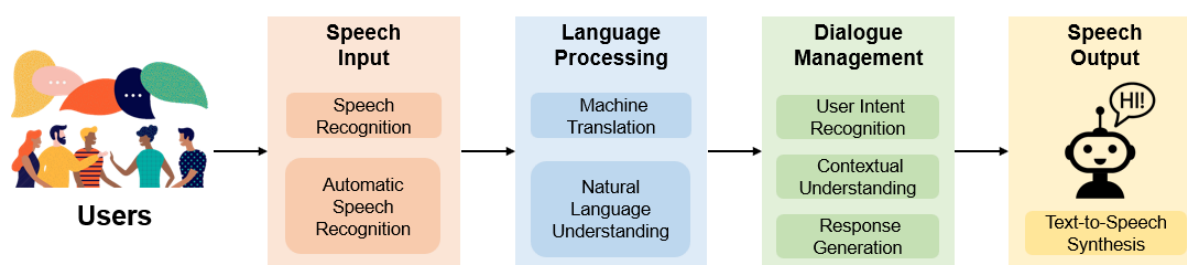 Users
Speech
Input
Speech
Recognition
Automatic
Speech
Recognition
Language
Processing
Machine
Translation
Natural
Language
Understanding
Dialogue
Management
User Intent
Recognition
Contextual
Understanding
Response
Generation
Speech
Output
HI!
Text-to-Speech
Synthesis